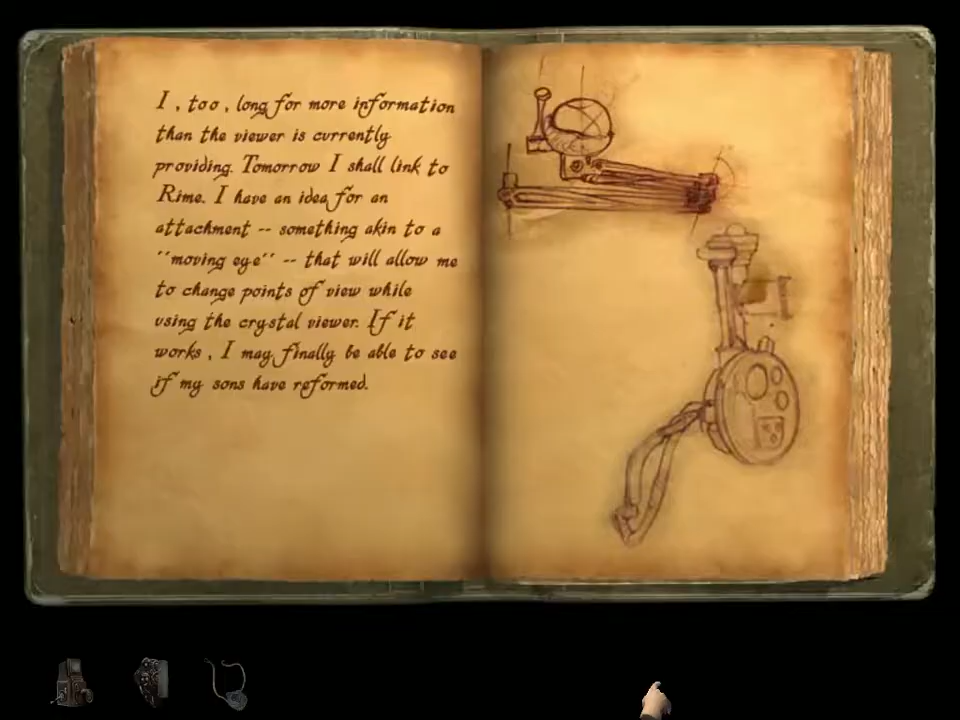 I, too, long for more information
than the viewer is currently
providing. Tomorrow I shall link to
Rime. I have an idea for an
attachment -- something akin to a
"moving eye" -- that will allow me
to change points of view while
using the crystal viewer. If it
works, I may finally be able to see
if my sons have reformed.